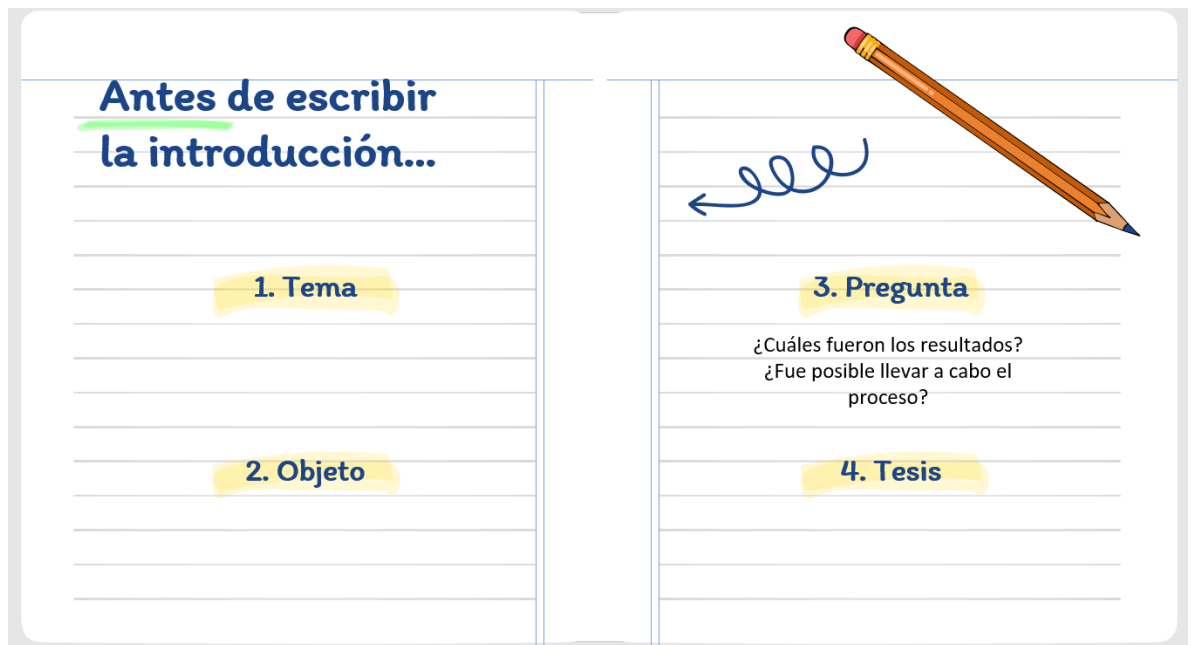 Antes de escribir
la introducción...
1. Tema
2. Objeto
3. Pregunta
¿Cuáles fueron los resultados?
¿Fue posible llevar a cabo el
proceso?
4. Tesis